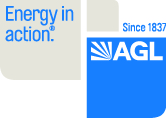 Energy in
action.®
Since 1837
AGL